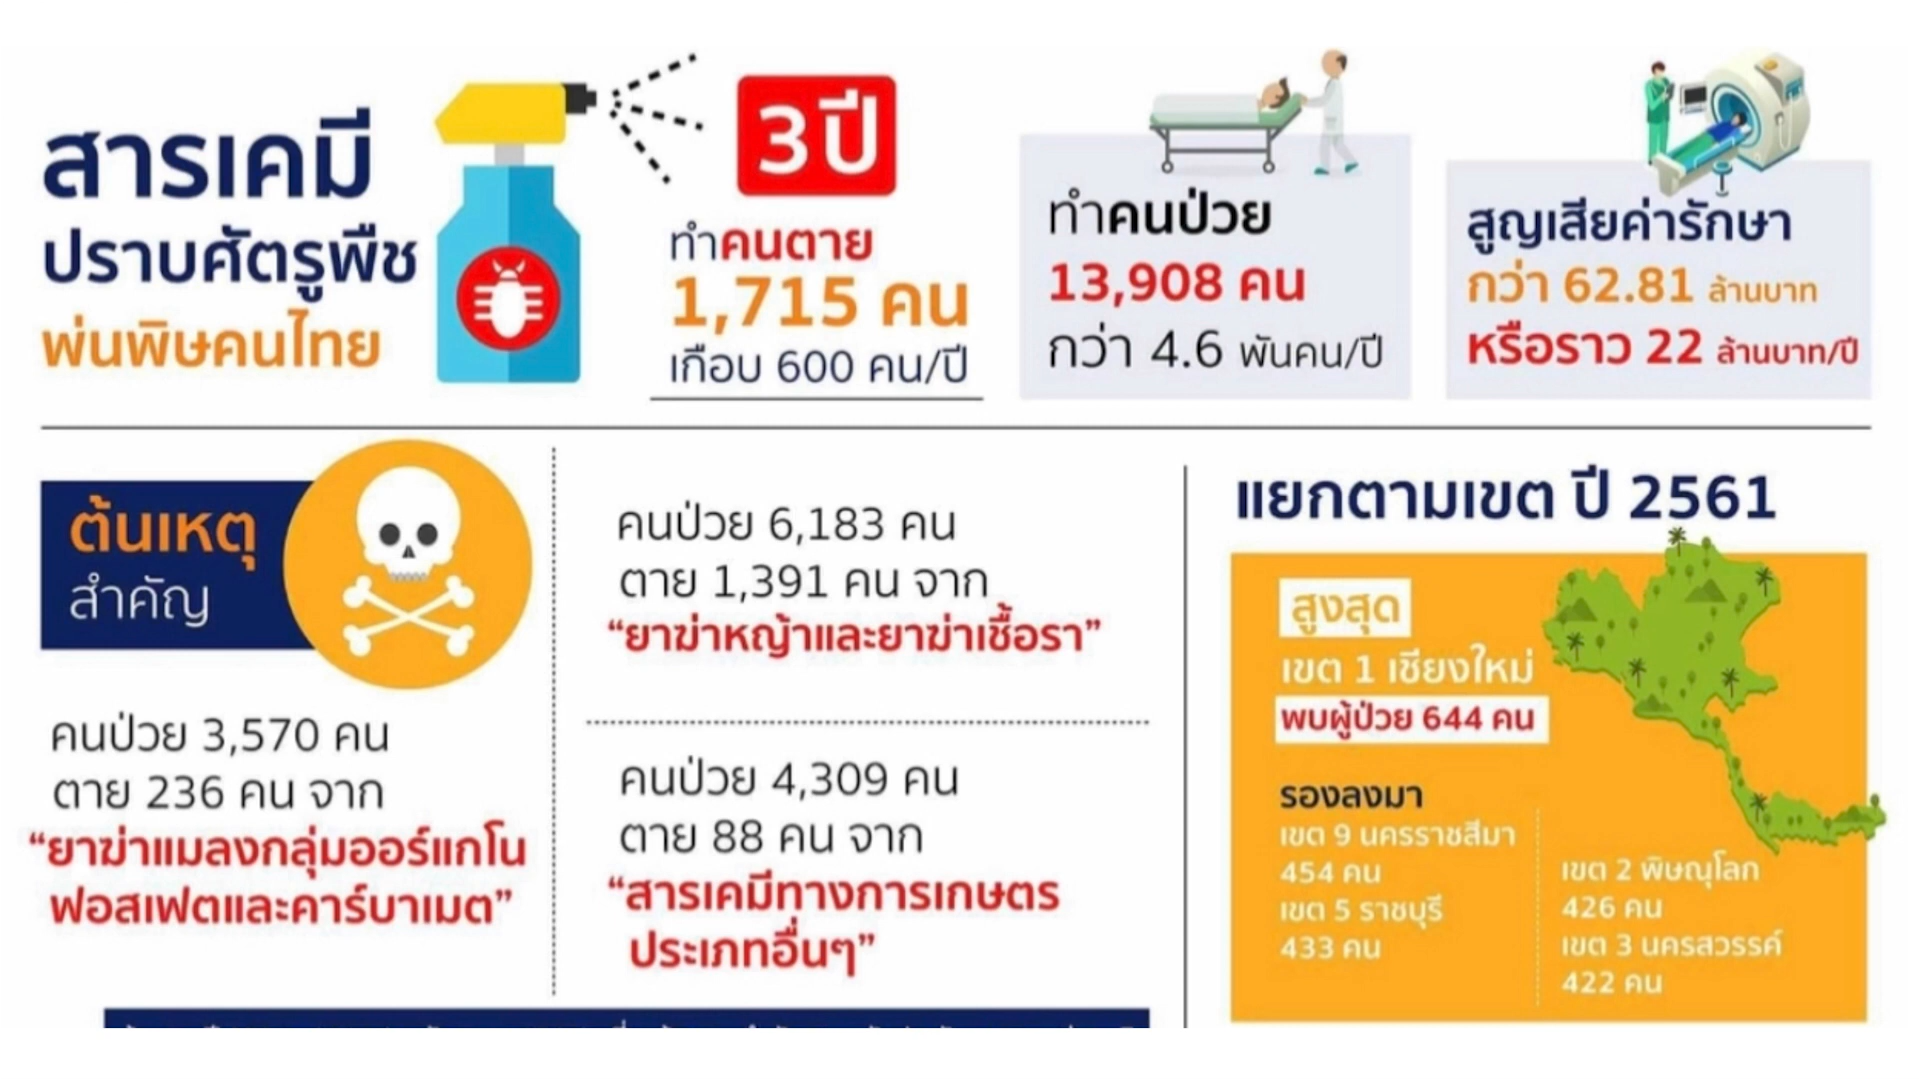 สารเคมี
ปราบศัตรูพืช
พ่นพิษคนไทย
3ปี
ทำคนตาย
1,715 คน
เกือบ 600 คน/ปี
ทำคนป่วย
13,908 คน
กว่า 4.6 พันคน/ปี
สูญเสียค่ารักษา
กว่า 62.81 ล้านบาท
หรือราว 22 ล้านบาท/ปี
ต้นเหตุ
สำคัญ
คนป่วย 3,570 คน
ตาย 236 คน จาก
“ยาฆ่าแมลงกลุ่มออร์แกโน
ฟอสเฟตและคาร์บาเมต”
คนป่วย 6,183 คน
ตาย 1,391 คน จาก
“ยาฆ่าหญ้าและยาฆ่าเชื้อรา”
คนป่วย 4,309 คน
ตาย 88 คน จาก
“สารเคมีทางการเกษตร
ประเภทอื่นๆ”
แยกตามเขต ปี 2561
สูงสุด
เขต 1 เชียงใหม่
พบผู้ป่วย 644 คน
รองลงมา
เขต 9 นครราชสีมา
454 คน
เขต 5 ราชบุรี
433 คน
เขต 2 พิษณุโลก
426 คน
เขต 3 นครสวรรค์
422 คน